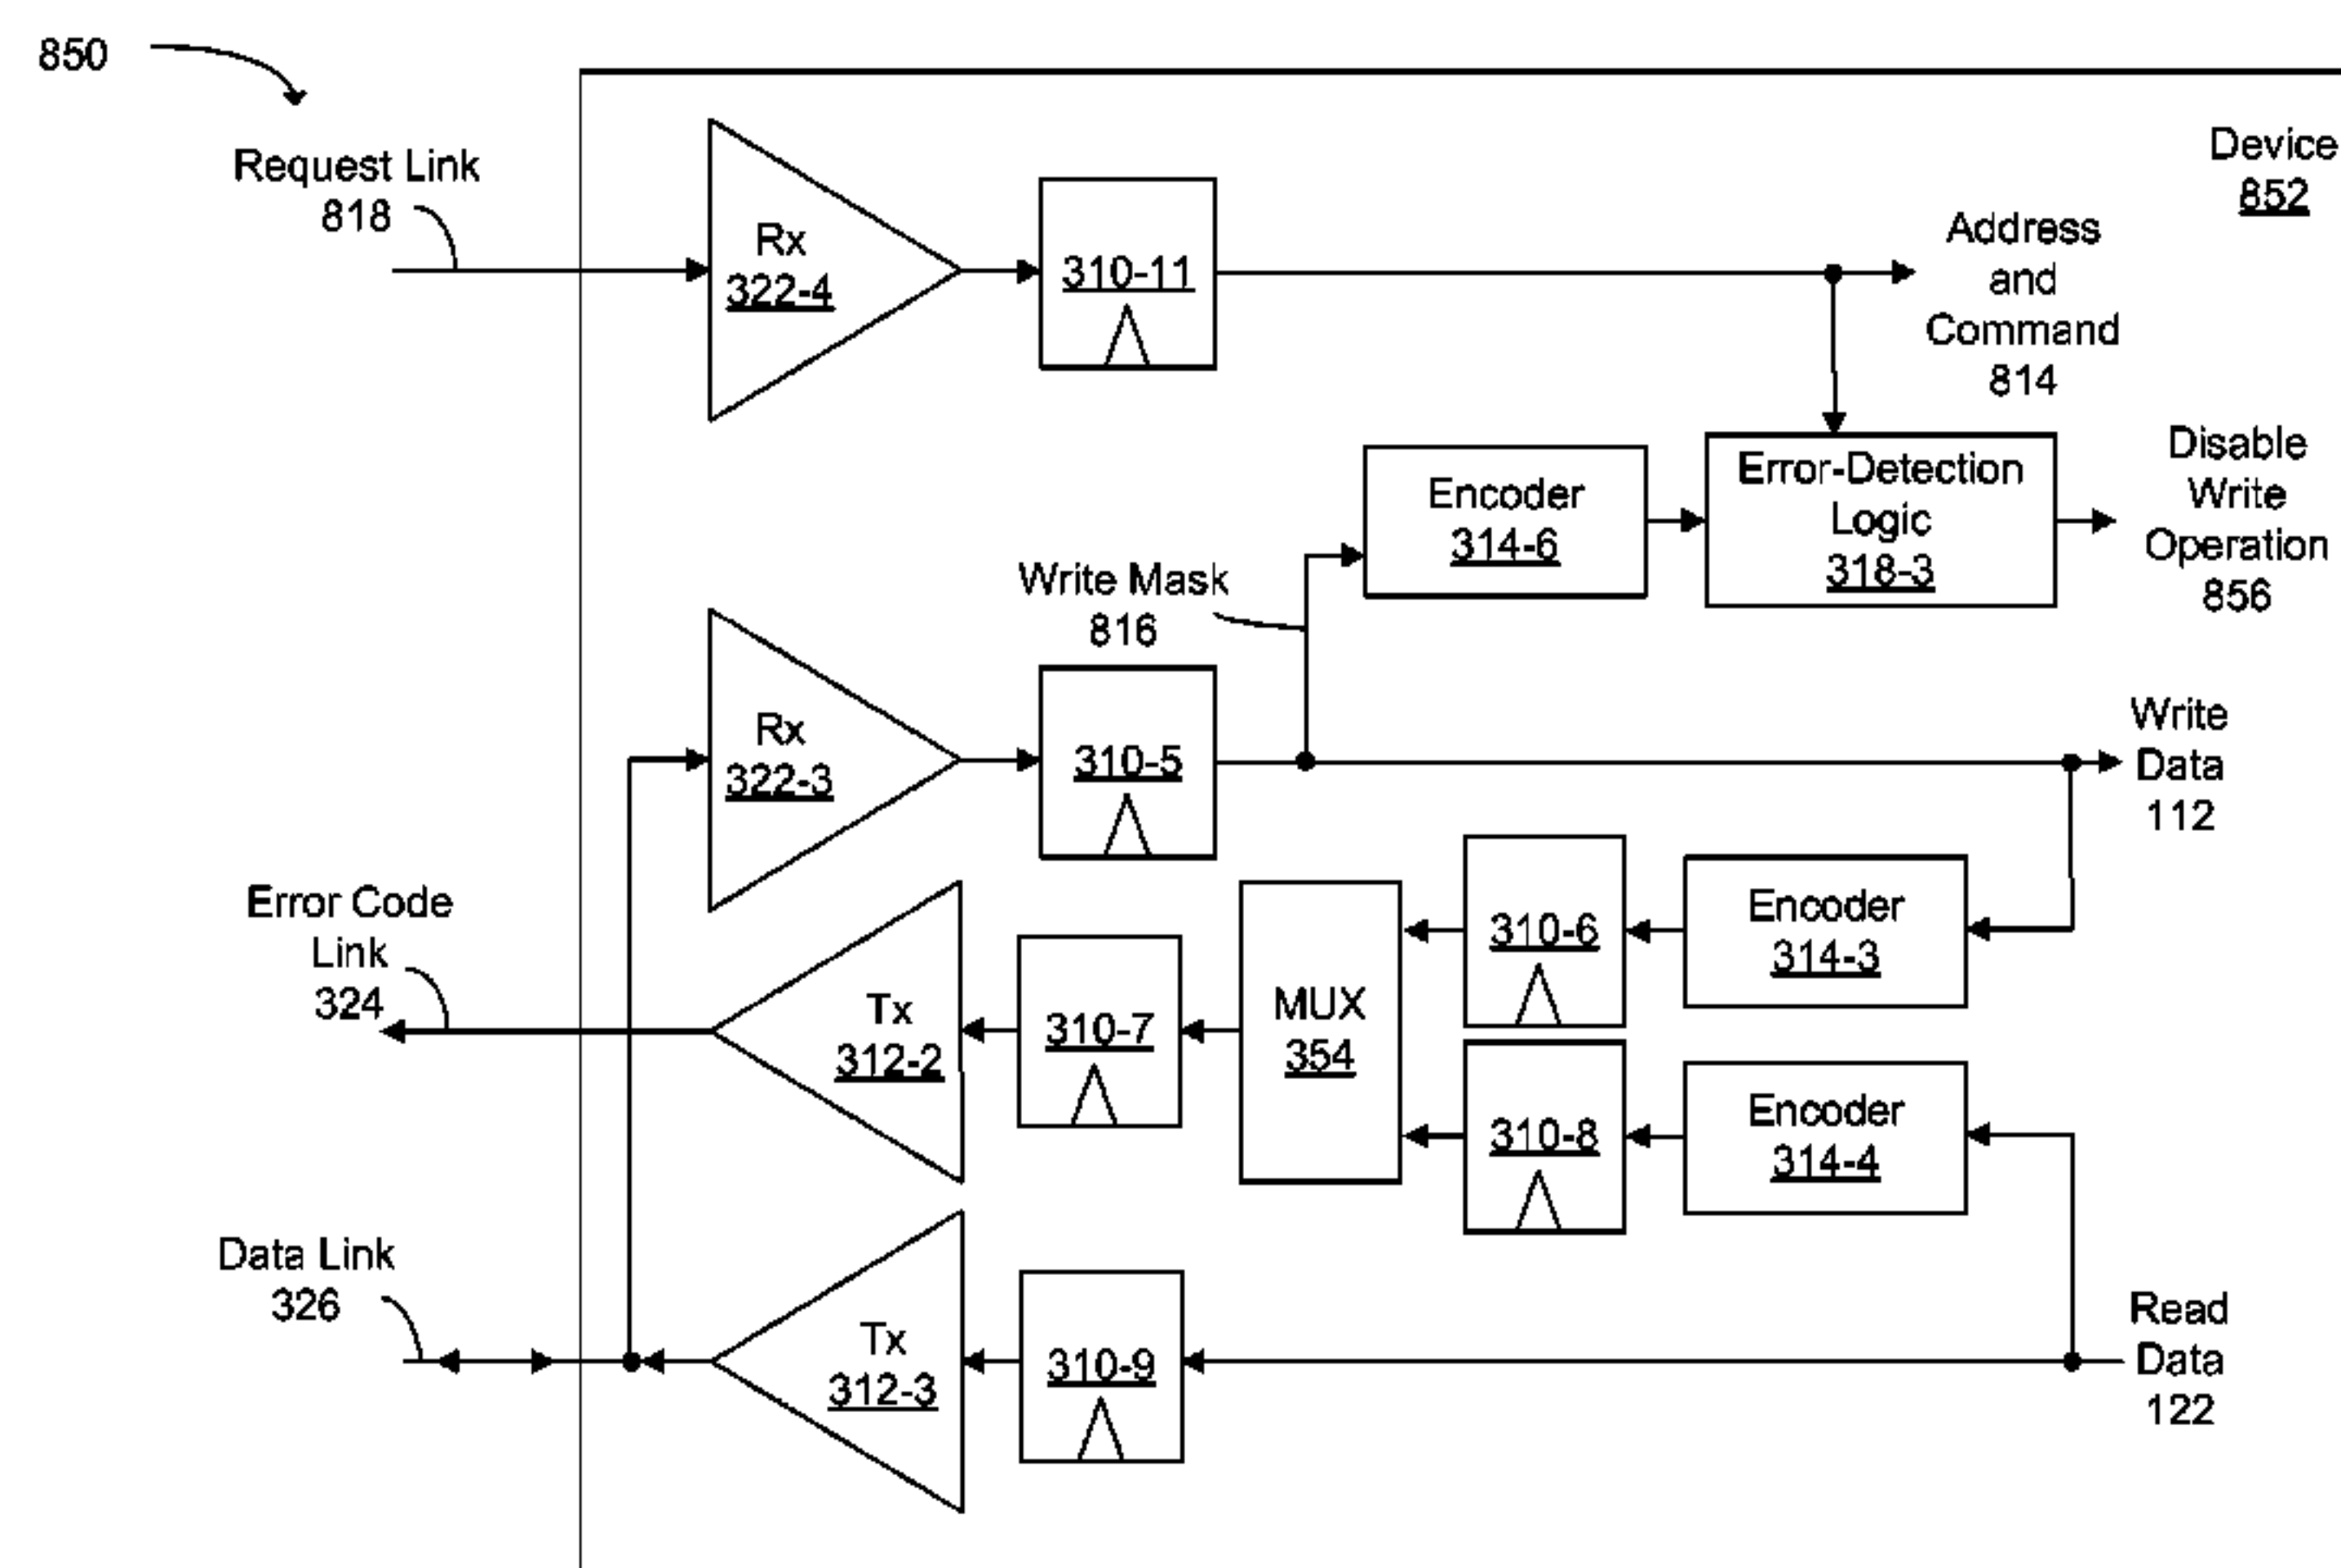 850
Request Link
818
Rx
322-4
310-11
Device
852
Address
and
Command
814
Encoder
314-6
Error-Detection
Logic
318-3
Disable
Write
Operation
856
Write Mask
816
Rx
322-3
310-5
Write
Data
112
Error Code
Link
324
Tx
312-2
310-7
MUX
354
310-6
Encoder
314-3
310-8
Encoder
314-4
Data Link
326
Tx
312-3
310-9
Read
Data
122